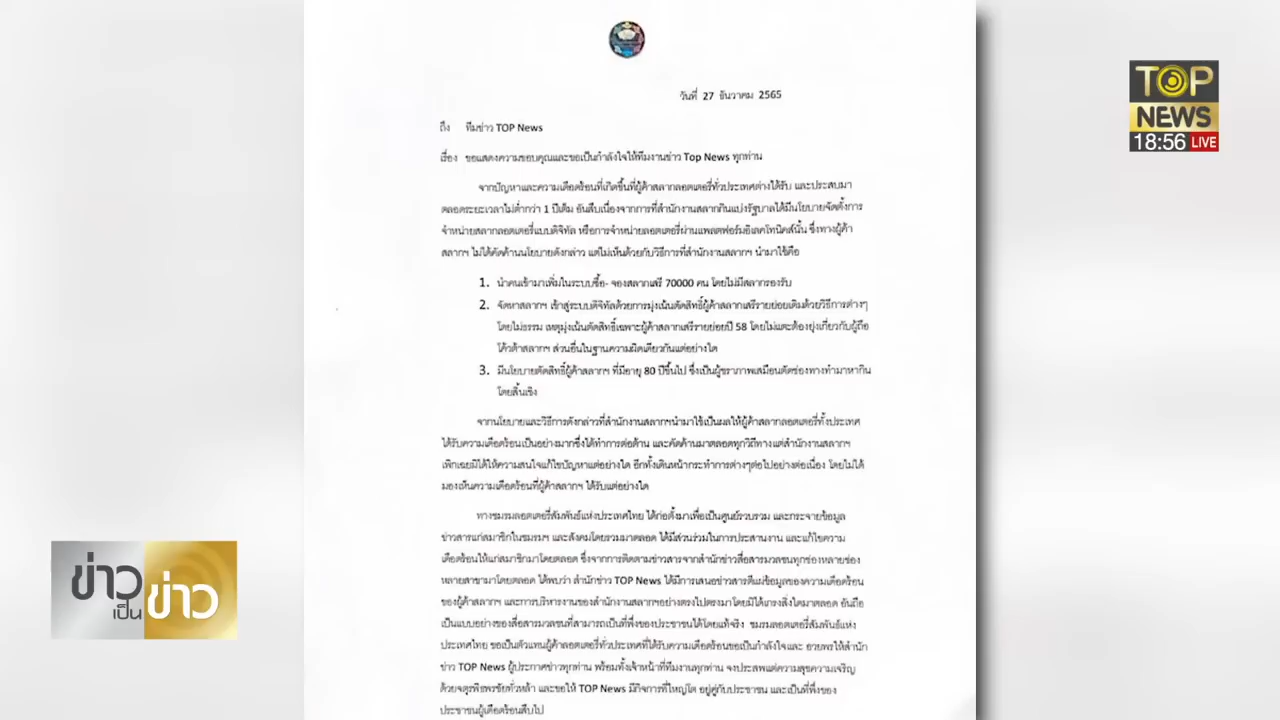 วันที่ 27 ธันวาคม 2565
TOP
NEWS
18:56 LIVE
ถึง ทีมข่าว TOP News
เรื่อง ขอแสดงความขอบคุณและขอเป็นกำลังใจให้ทีมงานข่าว Top News ทุกท่าน
จากปัญหาและความเดือดร้อนที่เกิดขึ้นที่ผู้ค้าสลากลอตเตอรี่ทั่วประเทศต่างได้รับ และประสบมา
ตลอดระยะเวลาไม่ต่ำกว่า 1 ปีเต็ม อันสืบเนื่องจากการที่สำนักงานสลากกินแบ่งรัฐบาลได้มีนโยบายจัดตั้งการ
จำหน่ายสลากลอตเตอรี่แบบดิจิทัล หรือการจำหน่ายลอตเตอรี่ผ่านแพลตฟอร์มอิเลคโทนิคส์นั้น ซึ่งทางผู้ค้า
สลากฯ ไม่ได้คัดค้านนโยบายดังกล่าว แต่ไม่เห็นด้วยกับวิธีการที่สำนักงานสลากฯ นำมาใช้คือ
1. นำคนเข้ามาเพิ่มในระบบซื้อ- จองสลากเสรี 70000 คน โดยไม่มีสลากรองรับ
2. จัดหาสลากฯ เข้าสู่ระบบดิจิทัลด้วยการมุ่งเน้นตัดสิทธิ์ผู้ค้าสลากเสรีรายย่อยเดิมด้วยวิธีการต่างๆ
โดยไม่ธรรม เหตุมุ่งเน้นตัดสิทธิ์เฉพาะผู้ค้าสลากเสรีรายย่อยปี 58 โดยไม่แตะต้องยุ่งเกี่ยวกับผู้ถือ
โค้วต้าสลากฯ ส่วนอื่นในฐานความผิดเดียวกันแต่อย่างใด
3. มีนโยบายตัดสิทธิ์ผู้ค้าสลากฯ ที่มีอายุ 80 ปีขึ้นไป ซึ่งเป็นผู้ชราภาพเสมือนตัดช่องทางทำมาหากิน
โดยสิ้นเชิง
จากนโยบายและวิธีการดังกล่าวที่สำนักงานสลากฯนำมาใช้เป็นผลให้ผู้ค้าสลากลอตเตอรี่ทั้งประเทศ
ได้รับความเดือดร้อนเป็นอย่างมากซึ่งได้ทำการต่อต้าน และคัดค้านมาตลอดทุกวิถีทางแต่สำนักงานสลากฯ
เพิกเฉยมิได้ให้ความสนใจแก้ไขปัญหาแต่อย่างใด อีกทั้งเดินหน้ากระทำการต่างๆต่อไปอย่างต่อเนื่อง โดยไม่ได้
มองเห็นความเดือดร้อนที่ผู้ค้าสลากฯ ได้รับแต่อย่างใด
ทางชมรมลอตเตอรี่สัมพันธ์แห่งประเทศไทย ได้ก่อตั้งมาเพื่อเป็นศูนย์รวบรวม และกระจายข้อมูล
ข่าวสารแก่สมาชิกในชมรมฯ และสังคมโดยรวมมาตลอด ได้มีส่วนร่วมในการประสานงาน และแก้ไขความ
เดือดร้อนให้แก่สมาชิกมาโดยตลอด ซึ่งจากการติดตามข่าวสารจากสำนักข่าวสื่อสารมวลชนทุกช่องหลายช่อง
หลายสาขามาโดยตลอด ได้พบว่า สำนักข่าว TOP News ได้มีการเสนอข่าวสารตีแผ่ข้อมูลของความเดือดร้อน
ของผู้ค้าสลากฯ และการบริหารงานของสำนักงานสลากฯอย่างตรงไปตรงมาโดยมิได้เกรงสิ่งใดมาตลอด อันถือ
เป็นแบบอย่างของสื่อสารมวลชนที่สามารถเป็นที่พึ่งของประชาชนได้โดยแท้จริง ชมรมลอตเตอรี่สัมพันธ์แห่ง
ประเทศไทย ขอเป็นตัวแทนผู้ค้าลอตเตอรี่ทั่วประเทศที่ได้รับความเดือดร้อนขอเป็นกำลังใจและ อวยพรให้สำนัก
ข่าว TOP News ผู้ประกาศข่าวทุกท่าน พร้อมทั้งเจ้าหน้าที่ทีมงานทุกท่าน จงประสพแต่ความสุขความเจริญ
ด้วยจตุรพิธพรชัยทั่วหล้า และขอให้ TOP News มีกิจการที่ใหญ่โต อยู่คู่กับประชาชน และเป็นที่พึ่งของ
ประชาชนผู้เดือดร้อนสืบไป
ข่าว
เป็น
ข่าว